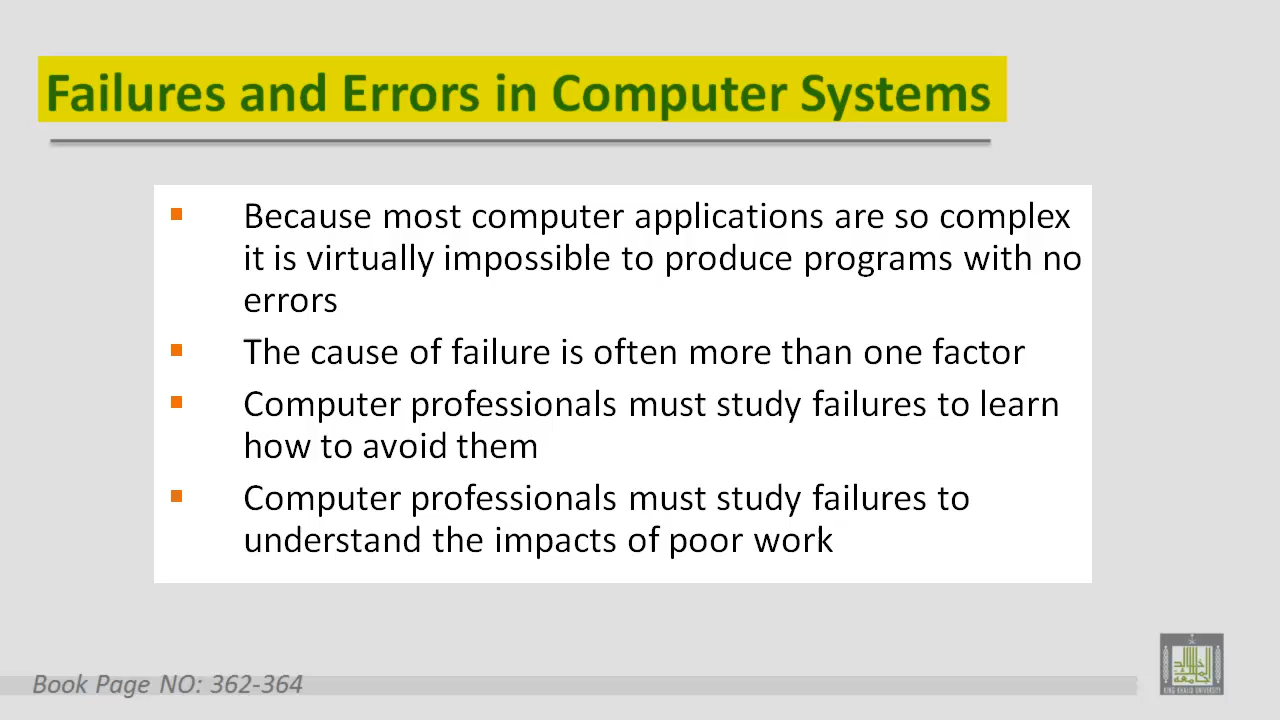 Failures and Errors in Computer Systems
Because most computer applications are so complex
it is virtually impossible to produce programs with no
errors
The cause of failure is often more than one factor
Computer professionals must study failures to learn
how to avoid them
Computer professionals must study failures to
understand the impacts of poor work
Book Page NO: 362-364
KING KHALID UNIVERSITY